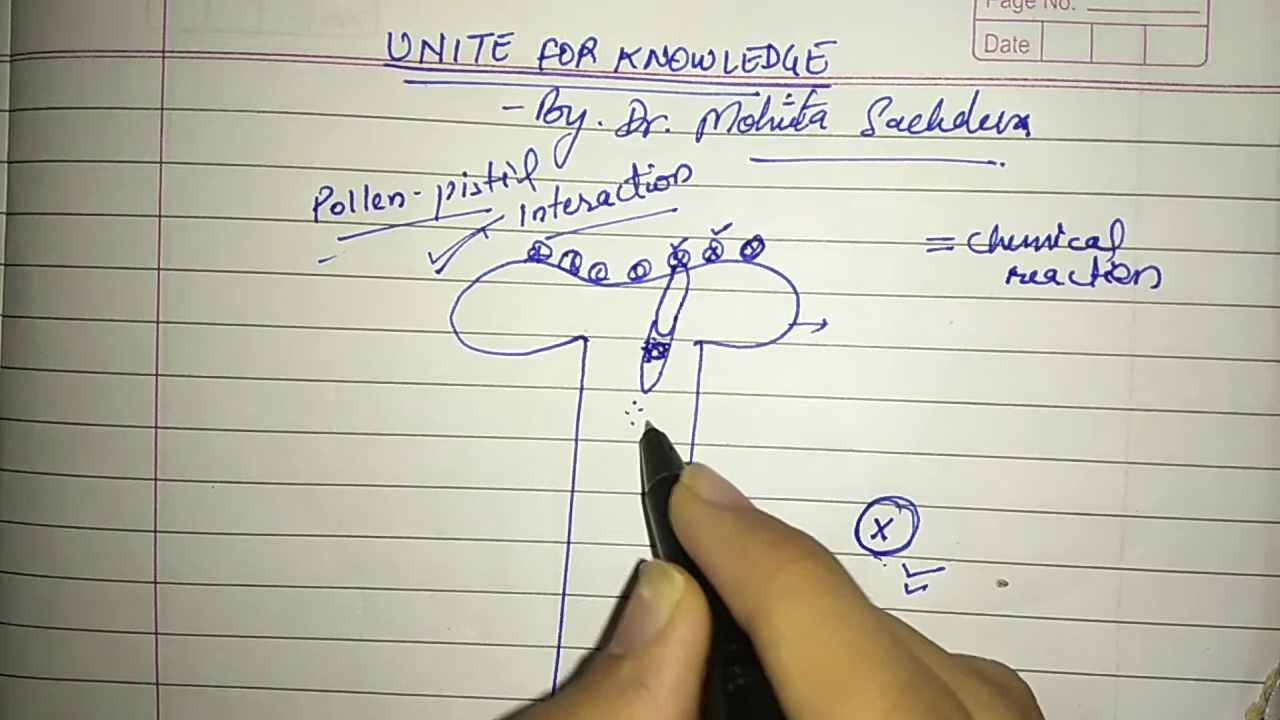 Page No.
Date
UNITE FOR KNOWLEDGE
- By. Dr. Mohita Sachdeva
Pollen-pistil
interaction
= chemical
reaction
x